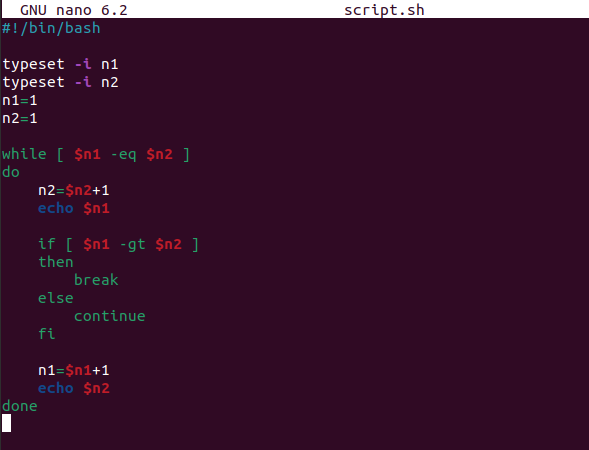 GNU nano 6.2 script.sh
#!/bin/bash
typeset -i n1
typeset -i n2
n1=1
n2=1
while [ $n1 -eq $n2 ]
do
n2=$n2+1
echo $n1
if [ $n1 -gt $n2 ]
then
break
else
continue
fi
n1=$n1+1
echo $n2
done